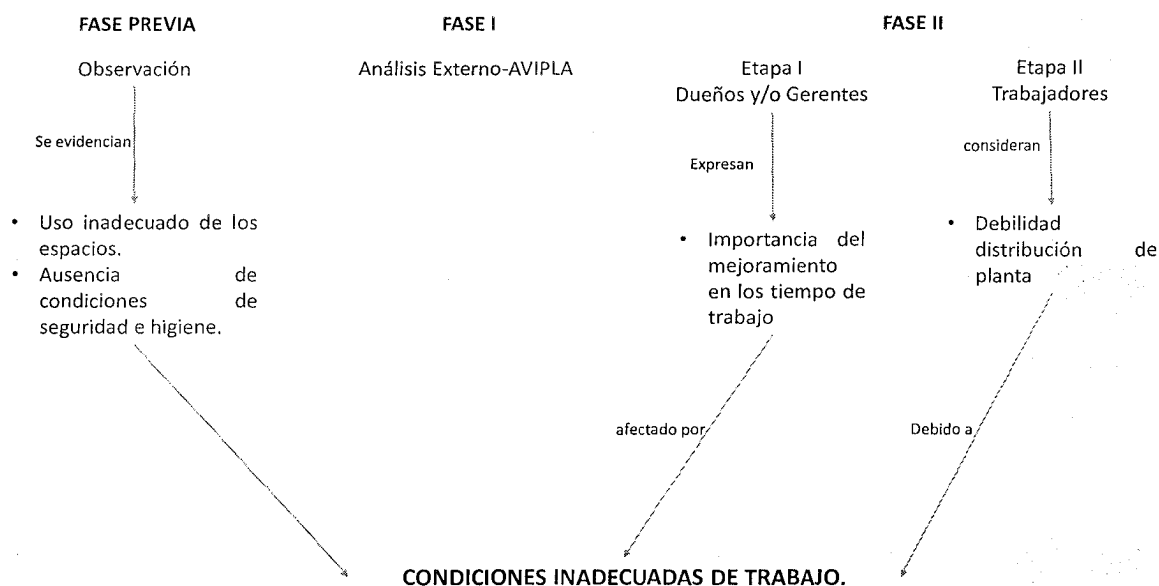 FASE PREVIA
FASE I
FASE II
Observación
Análisis Externo-AVIPLA
Etapa I
Dueños y/o Gerentes
Etapa II
Trabajadores
Se evidencian
Expresan
consideran
• Uso inadecuado de los
espacios.
• Ausencia de
condiciones de
seguridad e higiene.
• Importancia del
mejoramiento
en los tiempo de
trabajo
• Debilidad
distribución de
planta
afectado por
Debido a
CONDICIONES INADECUADAS DE TRABAJO.